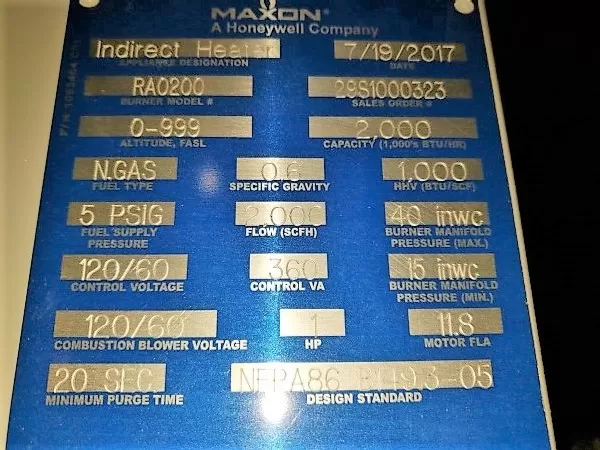 MAXON®
A Honeywell Company
Indirect Heater 7/19/2017
APPLIANCE DESIGNATION DATE
RA0200 29S1000323
BURNER MODEL # SALES ORDER #
0-999 2,000
ALTITUDE, FASL CAPACITY (1,000's BTU/HR)
N.GAS 0.6 1,000
FUEL TYPE SPECIFIC GRAVITY HHV (BTU/SCF)
5 PSIG 2,000 40 inwc
FUEL SUPPLY PRESSURE FLOW (SCFH) BURNER MANIFOLD PRESSURE (MAX.)
120/60 360 15 inwc
CONTROL VOLTAGE CONTROL VA BURNER MANIFOLD PRESSURE (MIN.)
120/60 1 11.8
COMBUSTION BLOWER VOLTAGE HP MOTOR FLA
20 SEC NFPA86 -05
MINIMUM PURGE TIME DESIGN STANDARD